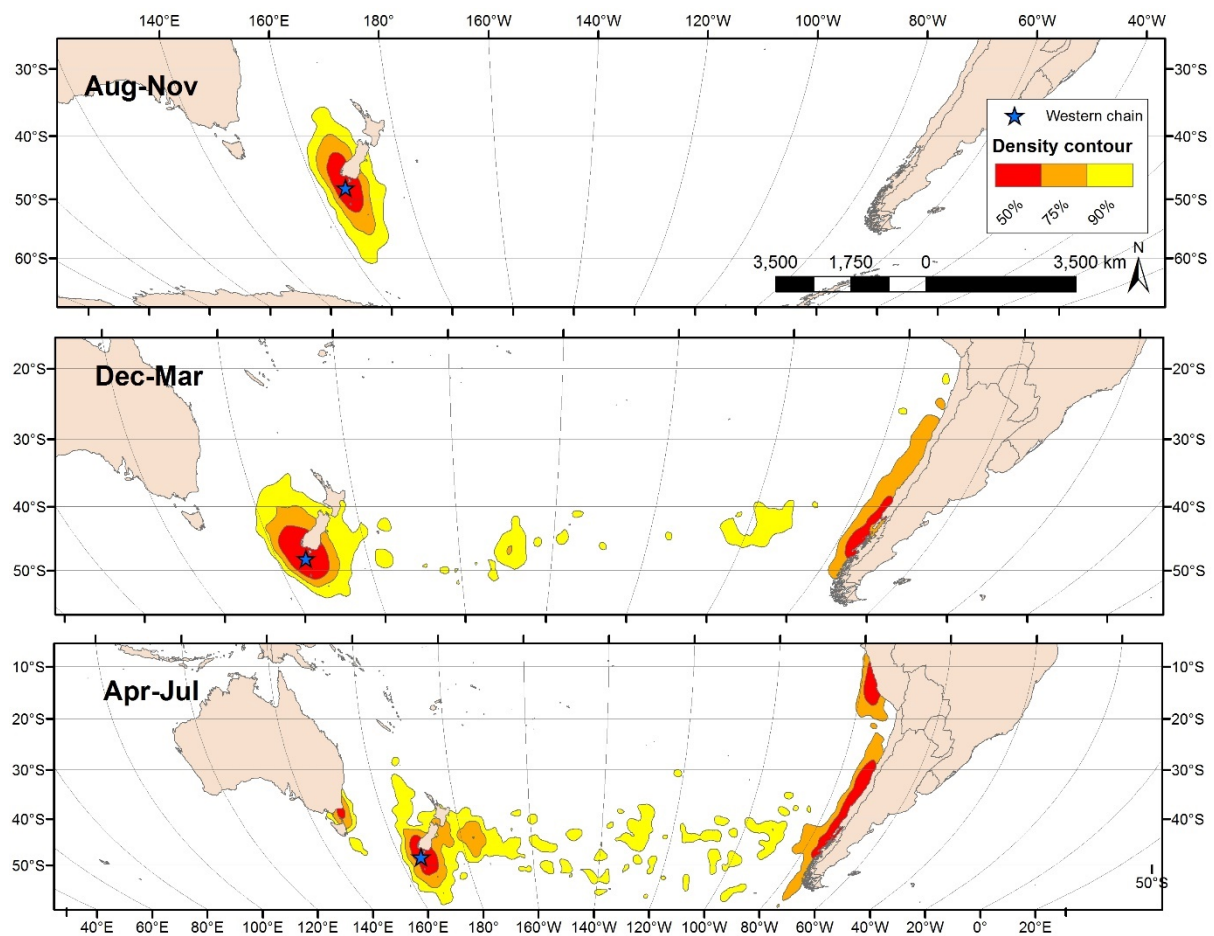 140°E 160°E 180° 160°W 140°W 120°W 100°W 80°W 60°W 40°W
30°S 30°S
Aug-Nov
Western chain
40°S 40°S
Density contour
50°S 50°S
50% 75% 90%
60°S 60°S
3,500 1,750 0 3,500 km
N
Dec-Mar
20°S 20°S
30°S 30°S
40°S 40°S
50°S 50°S
Apr-Jul
10°S 10°S
20°S 20°S
30°S 30°S
40°S 40°S
50°S
50°S
40°E 60°E 80°E 100°E 120°E 140°E 160°E 180° 160°W 140°W 120°W 100°W 80°W 60°W 40°W 20°W 0° 20°E